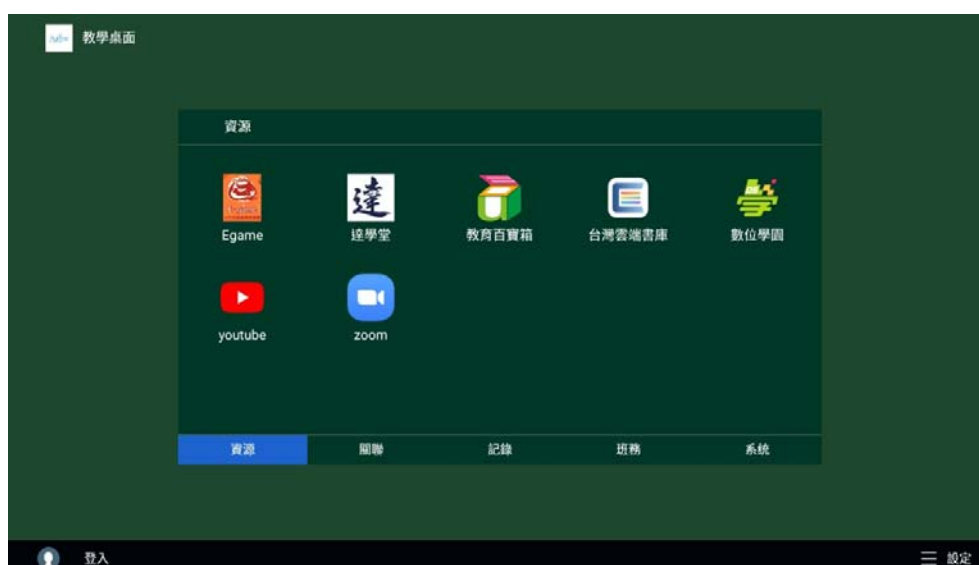 教學桌面
資源
達
Egame
達學堂
教育百寶箱
台灣雲端書庫
數位學園
youtube
zoom
資源
關聯
記錄
班務
系统
登入
設定